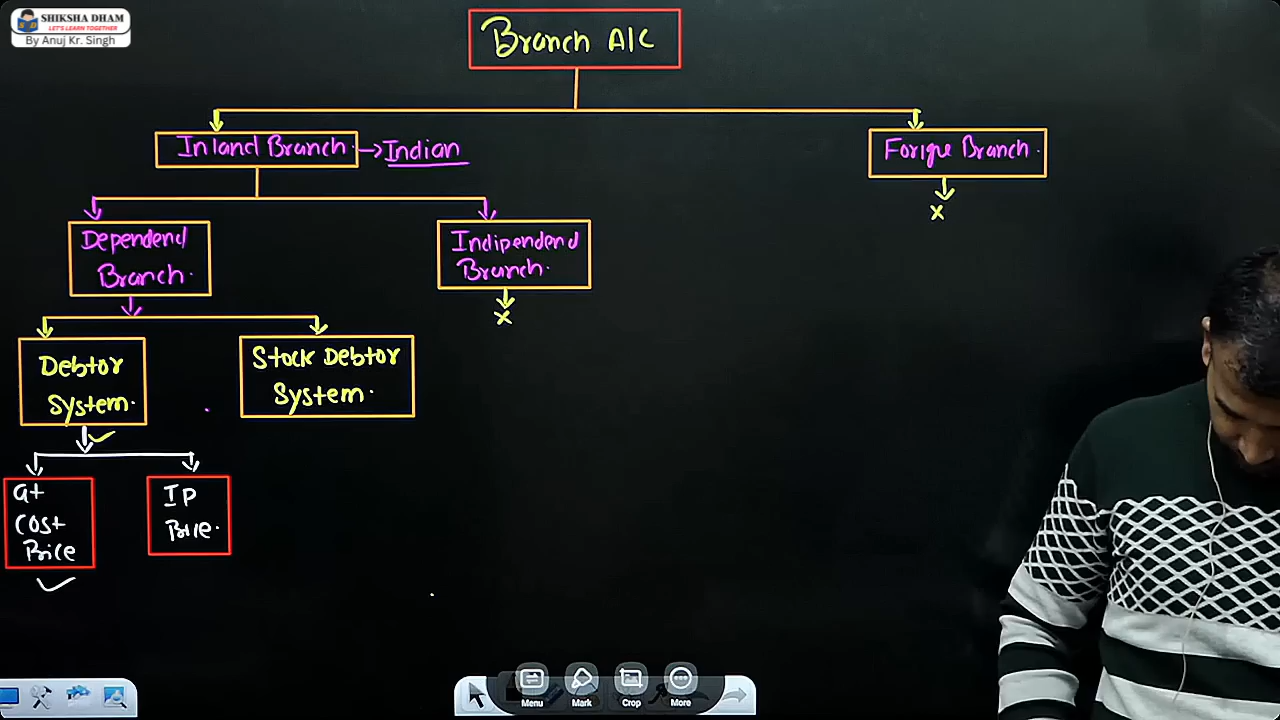 SHIKSHA DHAM
LET'S LEARN TOGETHER
By Anuj Kr. Singh
Branch A/C
Inland Branch. → Indian
Forigue Branch.
x
Dependend
Branch.
Indipendend
Branch.
x
Debtor
System.
Stock Debtor
System.
at
Cost
Price
IP
Price.
Menu
Mark
Crop
More